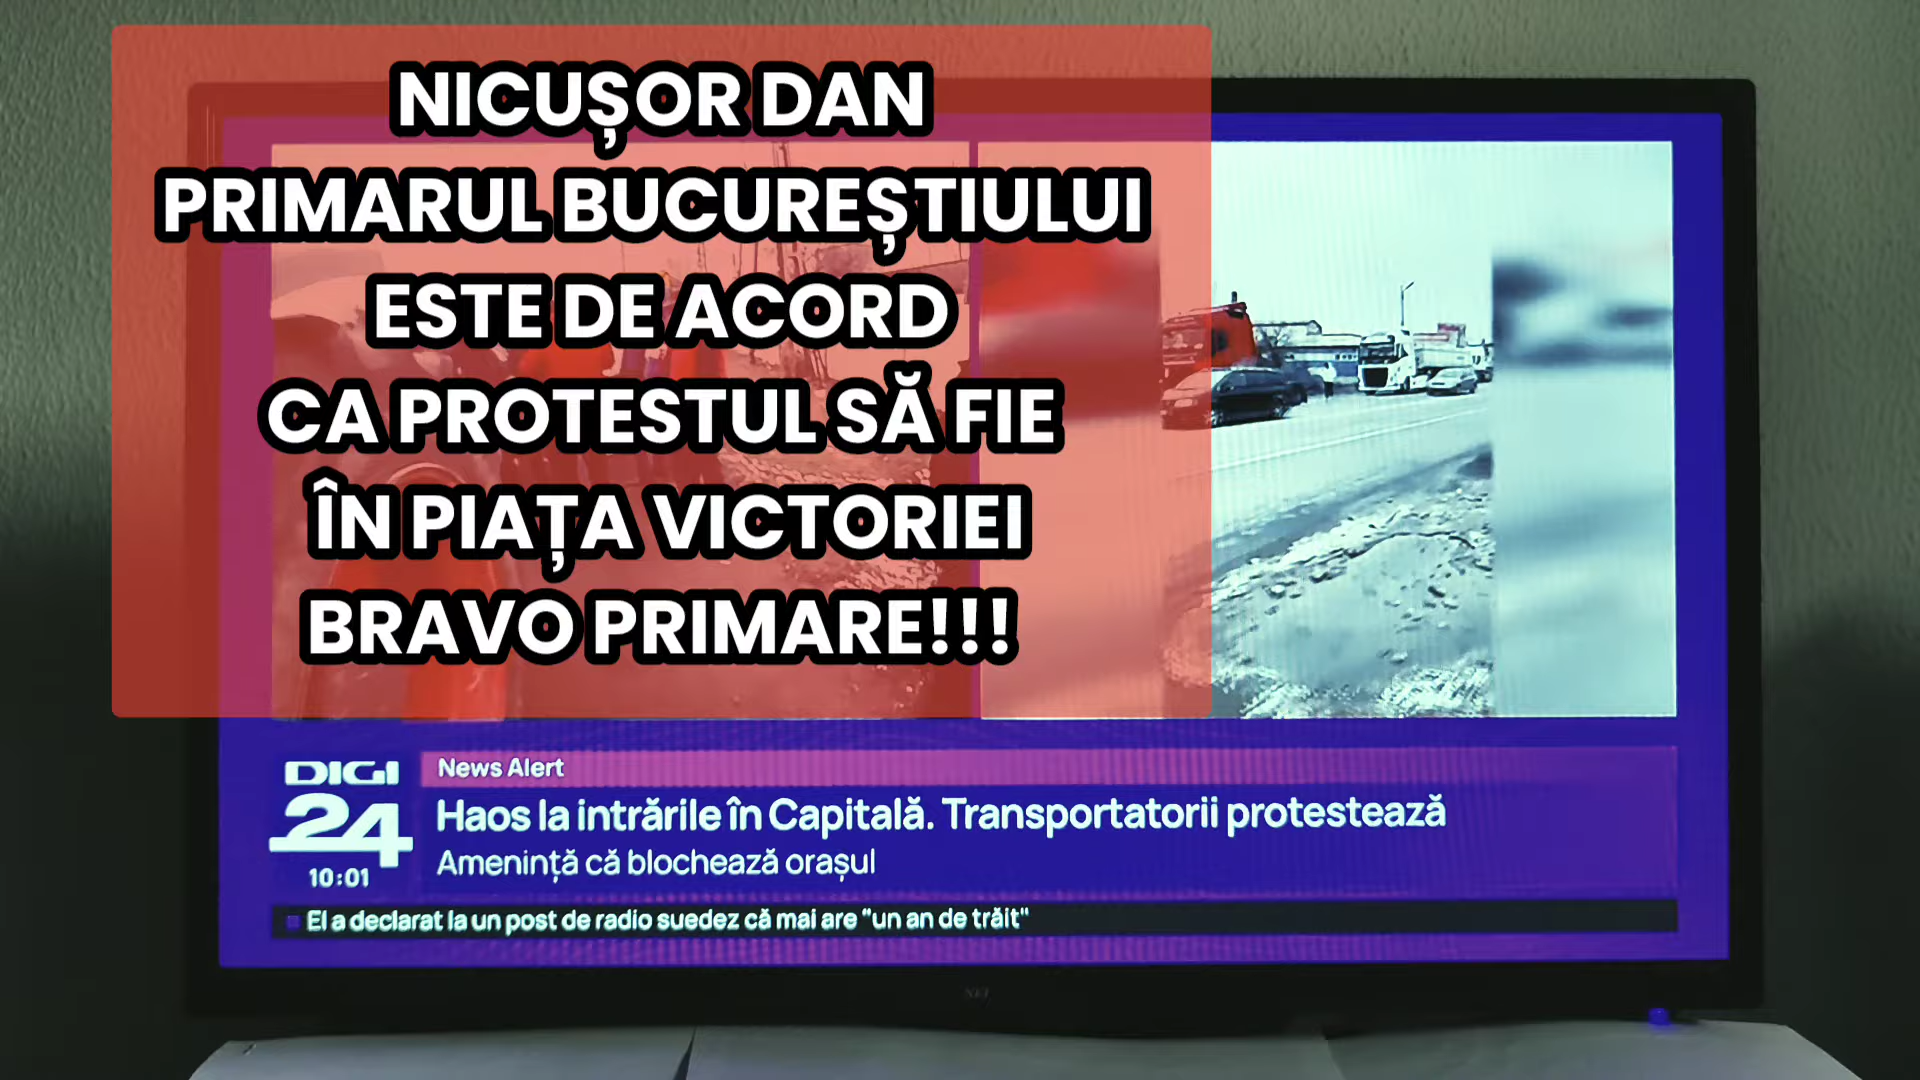 NICUȘOR DAN
PRIMARUL BUCUREȘTIULUI
ESTE DE ACORD
CA PROTESTUL SĂ FIE
ÎN PIAȚA VICTORIEI
BRAVO PRIMARE!!!
DIGI
24
10:01
News Alert
Haos la intrările în Capitală. Transportatorii protestează
Amenință că blochează orașul
El a declarat la un post de radio suedez că mai are "un an de trăit"